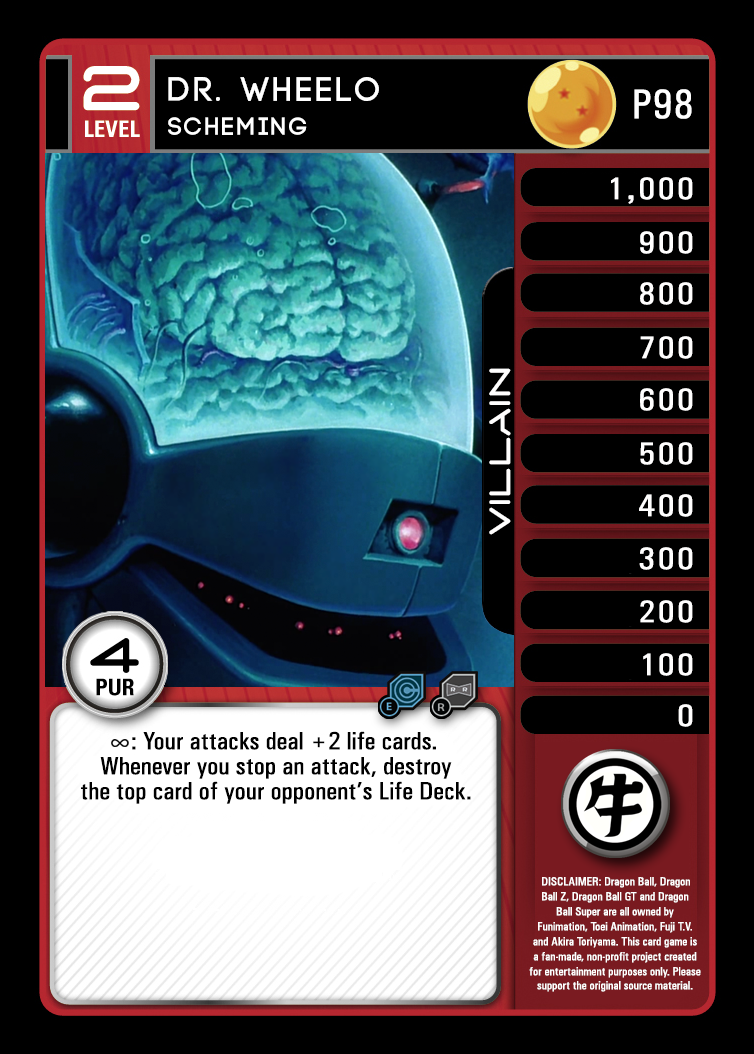 2
LEVEL
DR. WHEELO
SCHEMING
P98
1,000
900
800
700
600
500
400
300
200
100
0
VILLAIN
4
PUR
E
R
R R
∞: Your attacks deal +2 life cards.
Whenever you stop an attack, destroy
the top card of your opponent's Life Deck.
牛
DISCLAIMER: Dragon Ball, Dragon
Ball Z, Dragon Ball GT and Dragon
Ball Super are all owned by
Funimation, Toei Animation, Fuji T.V.
and Akira Toriyama. This card game is
a fan-made, non-profit project created
for entertainment purposes only. Please
support the original source material.